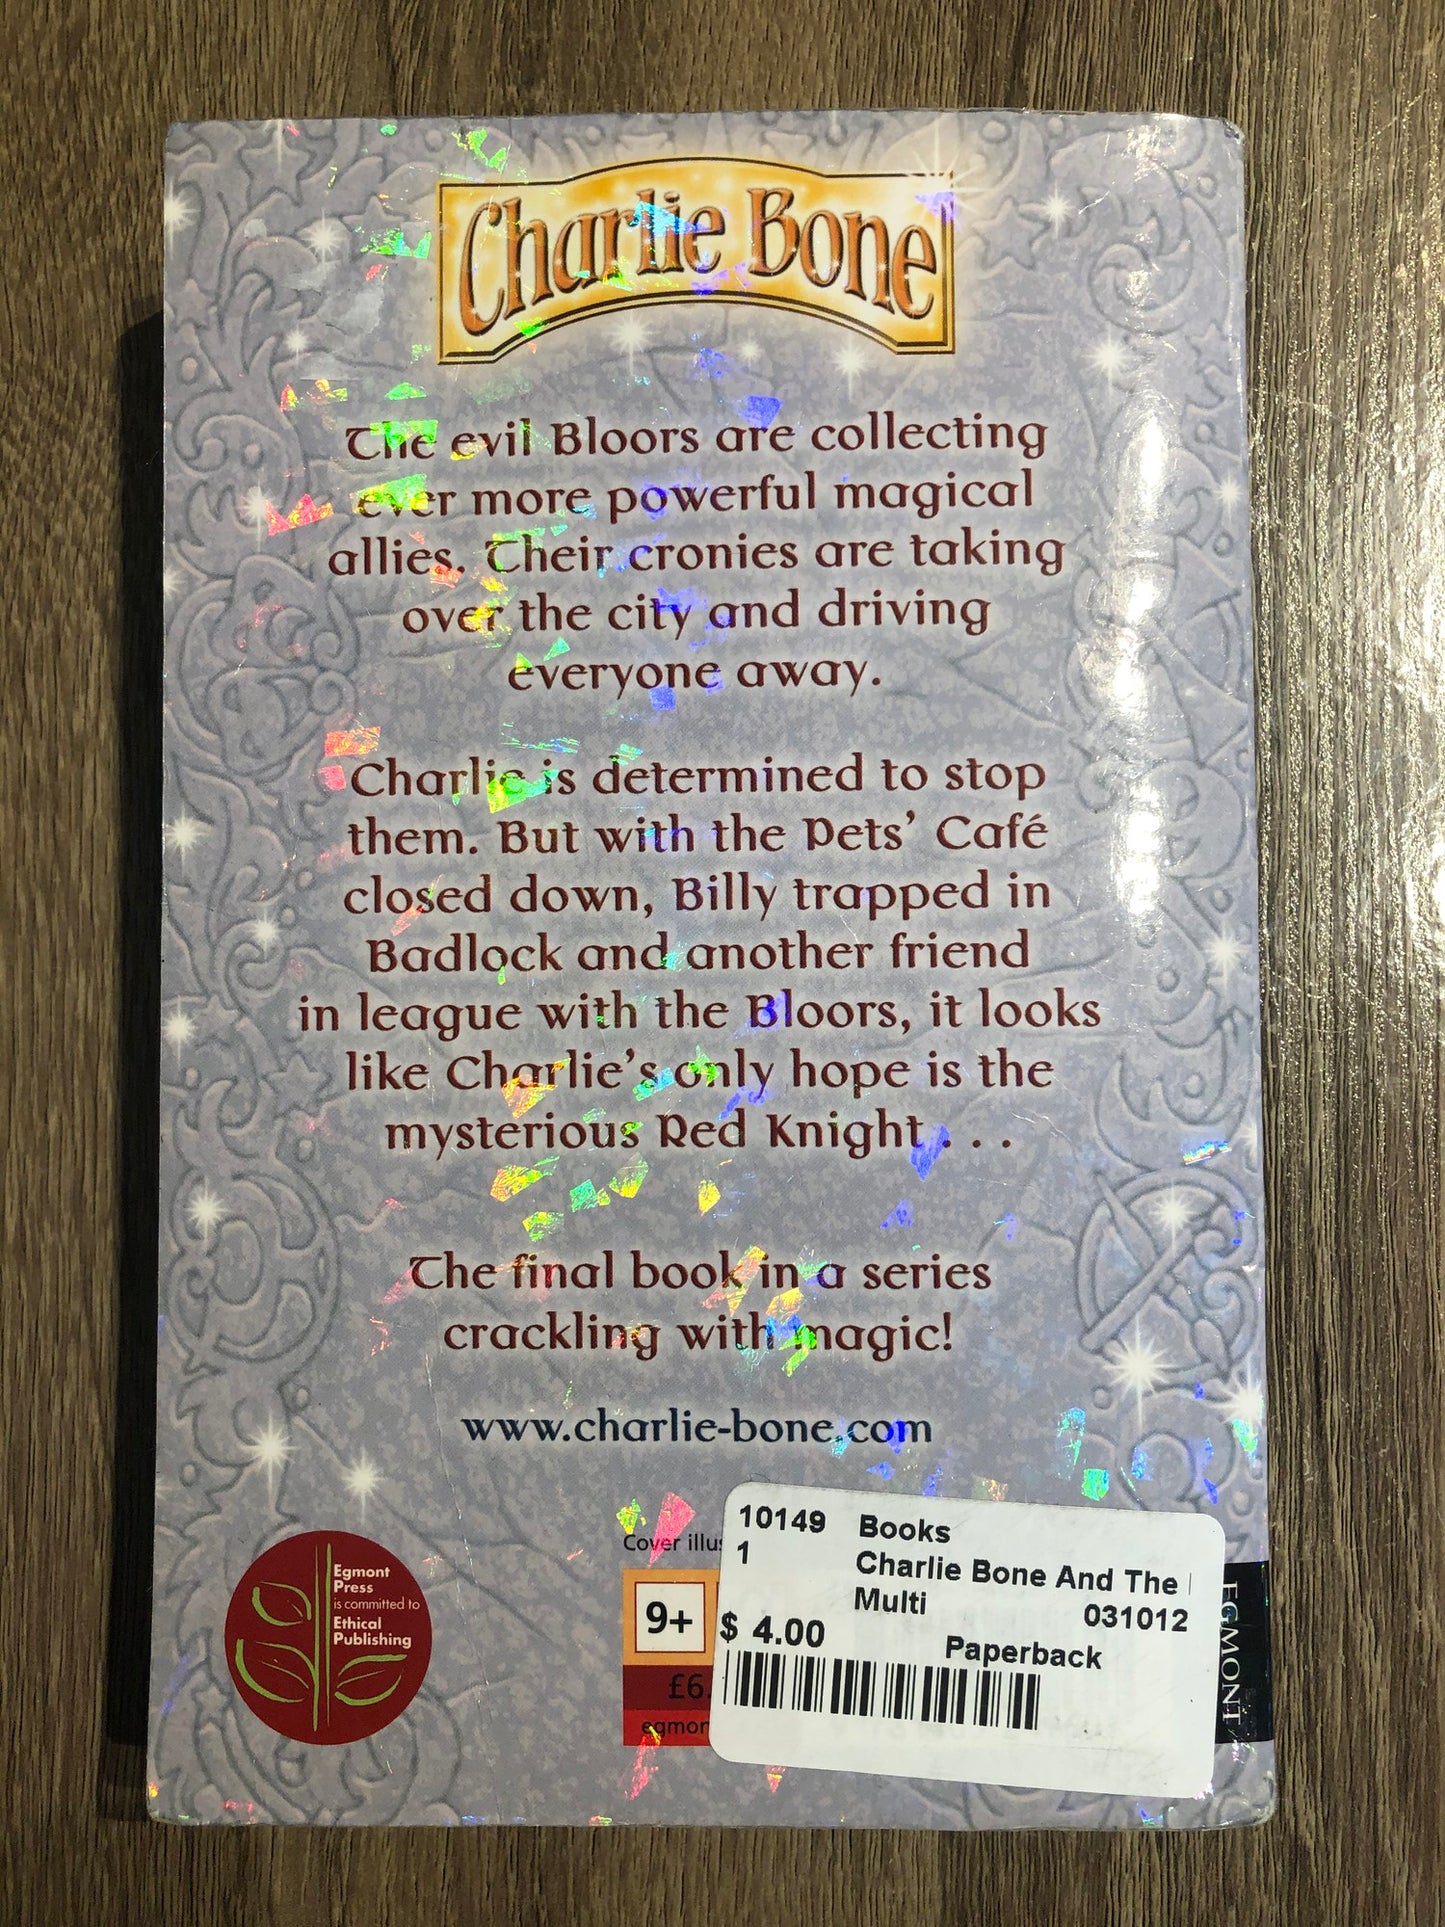 Charlie Bone
The evil Bloors are collecting
ever more powerful magical
allies. Their cronies are taking
over the city and driving
everyone away.
Charlie is determined to stop
them. But with the Pets' Café
closed down, Billy trapped in
Badlock and another friend
in league with the Bloors, it looks
like Charlie's only hope is the
mysterious Red Knight . . .
The final book in a series
crackling with magic!
www.charlie-bone.com
Egmont
Press
is committed to
Ethical
Publishing
Cover
9+
£6.
10149 Books
1 Charlie Bone And The
Multi 031012
$ 4.00 Paperback
EGMONT